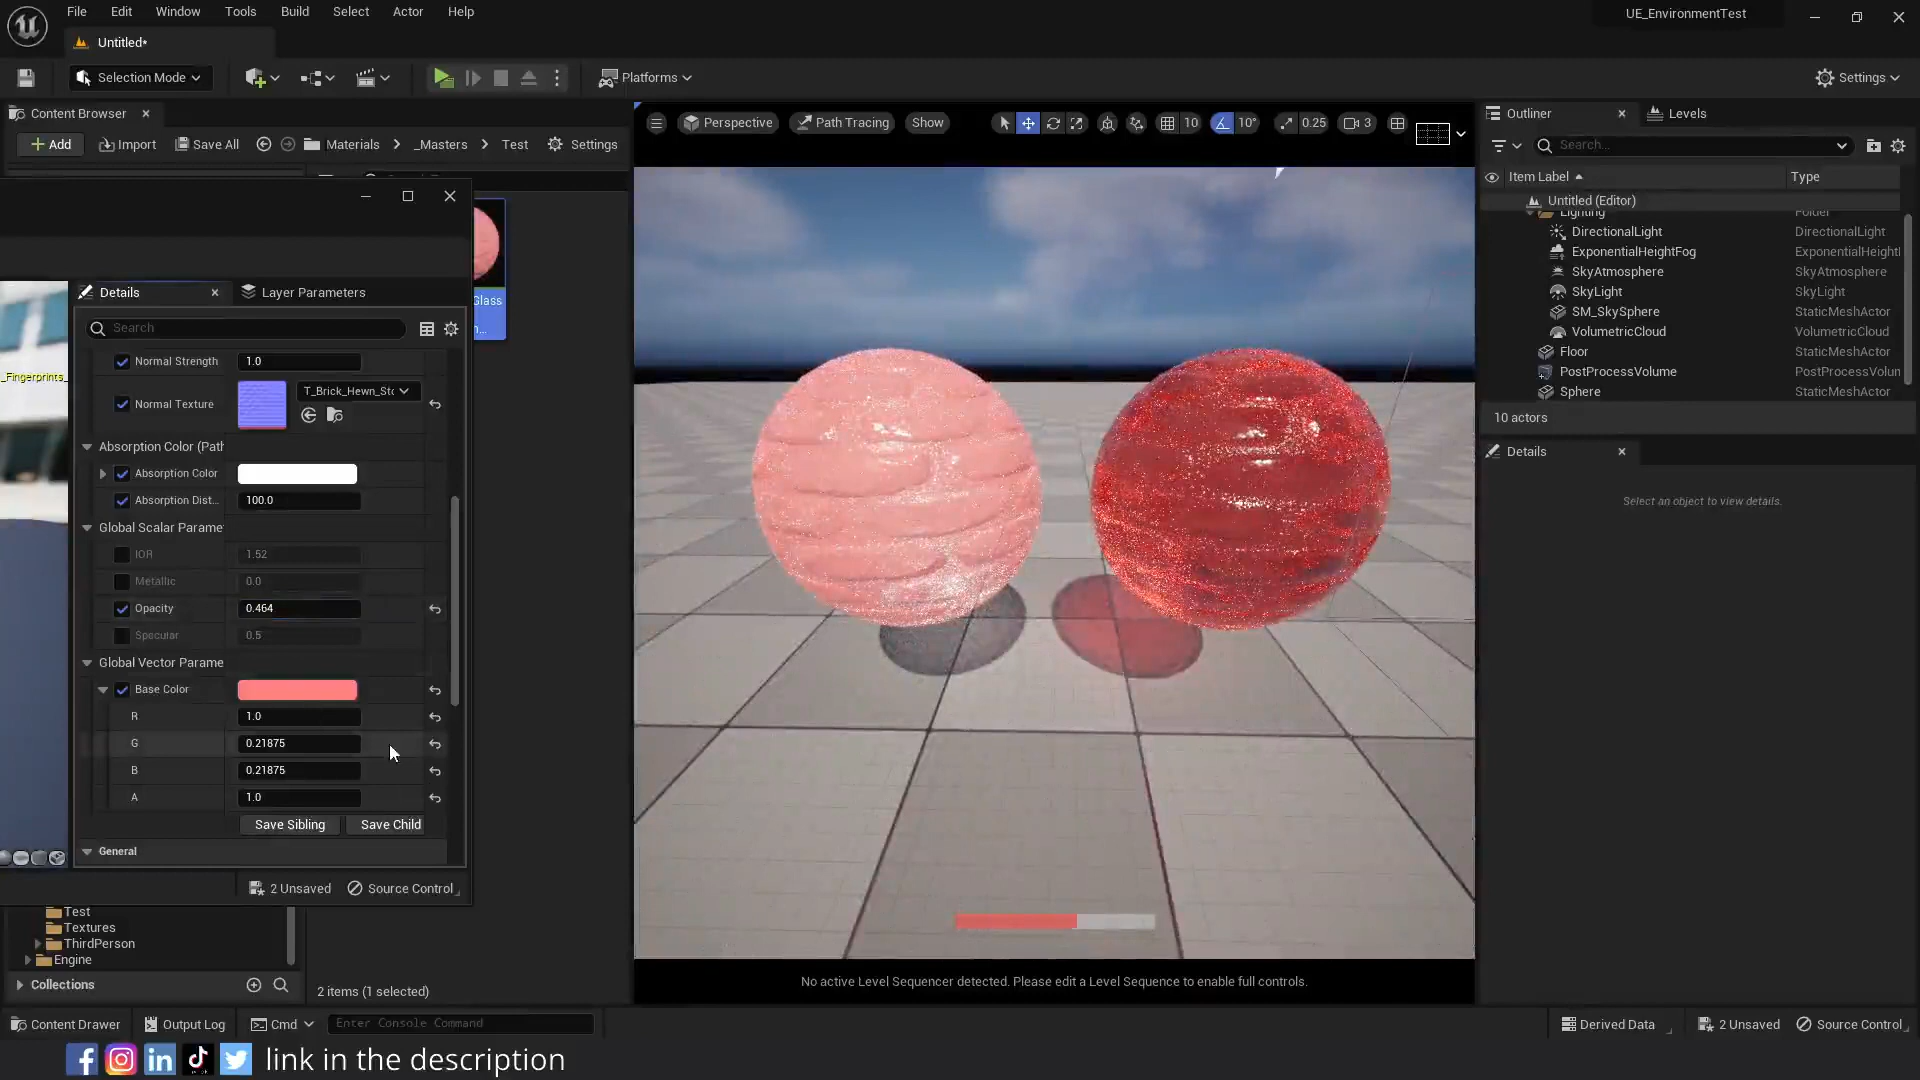 File Edit Window Tools Build Select Actor Help
UE_EnvironmentTest
Untitled*
Selection Mode
Platforms
Settings
Content Browser
Add Import Save All Materials _Masters Test Settings
Perspective Path Tracing Show 10 10° 0.25 3
Outliner Levels
Search...
Item Label Type
Untitled (Editor)
Lighting Folder
DirectionalLight DirectionalLight
ExponentialHeightFog ExponentialHeightl
SkyAtmosphere SkyAtmosphere
SkyLight SkyLight
SM_SkySphere StaticMeshActor
VolumetricCloud VolumetricCloud
Floor StaticMeshActor
PostProcessVolume PostProcessVolun
Sphere StaticMeshActor
10 actors
Details
Select an object to view details.
Glass
n...
Details Layer Parameters
Search
_Fingerprints_
Normal Strength 1.0
Normal Texture T_Brick_Hewn_Sto
Absorption Color (Path
Absorption Color
Absorption Dist... 100.0
Global Scalar Parame
IOR 1.52
Metallic 0.0
Opacity 0.464
Specular 0.5
Global Vector Parame
Base Color
R 1.0
G 0.21875
B 0.21875
A 1.0
Save Sibling Save Child
General
2 Unsaved Source Control
Test
Textures
ThirdPerson
Engine
Collections
2 items (1 selected)
No active Level Sequencer detected. Please edit a Level Sequence to enable full controls.
Content Drawer Output Log Cmd Enter Console Command
Derived Data 2 Unsaved Source Control
link in the description